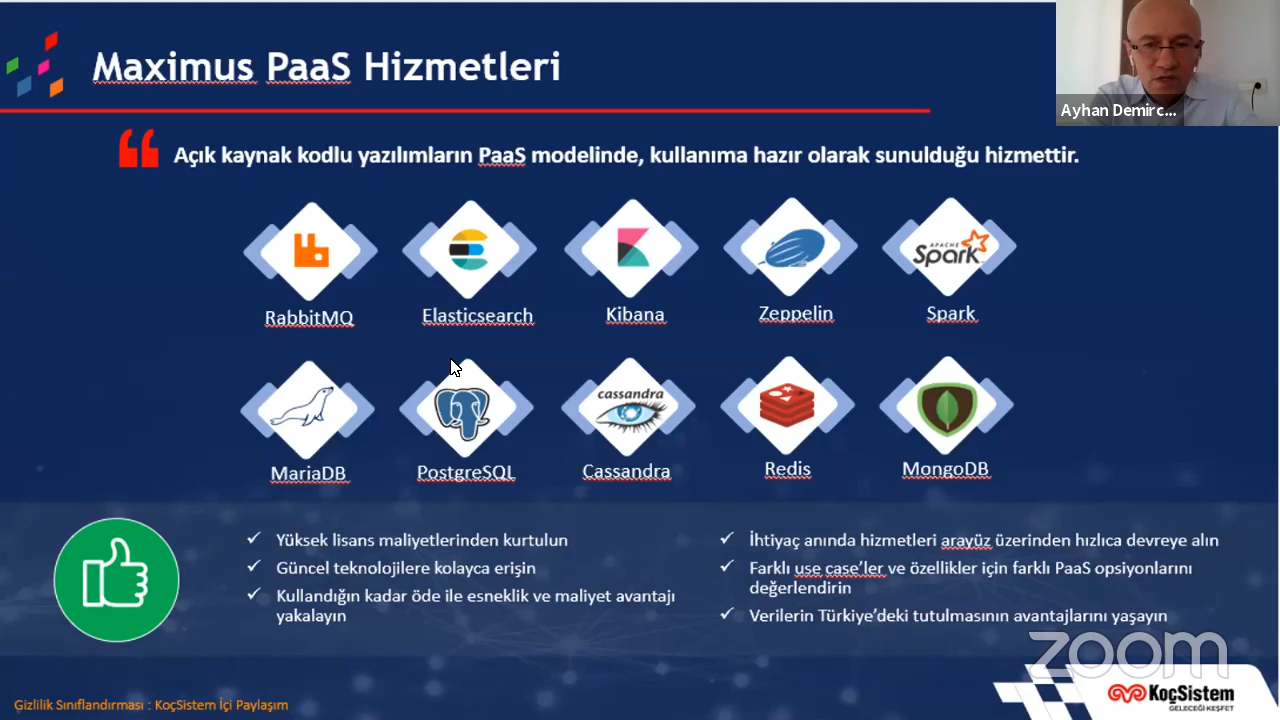 Maximus PaaS Hizmetleri
Ayhan Demirc...
Açık kaynak kodlu yazılımların PaaS modelinde, kullanıma hazır olarak sunulduğu hizmettir.
APACHE
Spark
RabbitMQ
Elasticsearch
Kibana
Zeppelin
Spark
cassandra
MariaDB
PostgreSQL
Cassandra
Redis
MongoDB
✓ Yüksek lisans maliyetlerinden kurtulun
✓ Güncel teknolojilere kolayca erişin
✓ Kullandığın kadar öde ile esneklik ve maliyet avantajı
yakalayın
✓ İhtiyaç anında hizmetleri arayüz üzerinden hızlıca devreye alın
✓ Farklı use case’ler ve özellikler için farklı PaaS opsiyonlarını
değerlendirin
✓ Verilerin Türkiye’deki tutulmasının avantajlarını yaşayın
zoom
KoçSistem
GELECEĞİ KEŞFET
Gizlilik Sınıflandırması : KoçSistem İçi Paylaşım